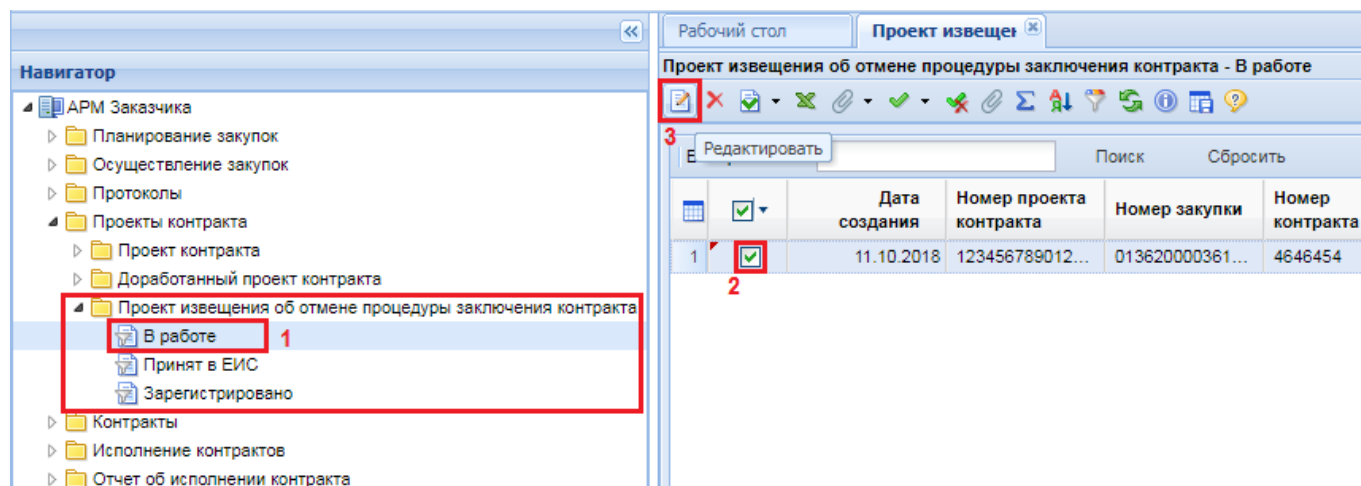 Навигатор
АРМ Заказчика
Планирование закупок
Осуществление закупок
Протоколы
Проекты контракта
Проект контракта
Доработанный проект контракта
Проект извещения об отмене процедуры заключения контракта
В работе 1
Принят в ЕИС
Зарегистрировано
Контракты
Исполнение контрактов
Отчет об исполнении контракта
Рабочий стол Проект извещен
Проект извещения об отмене процедуры заключения контракта - В работе
3 Редактировать
Поиск Сбросить
Дата создания Номер проекта контракта Номер закупки Номер контракта
1 11.10.2018 123456789012... 013620000361... 4646454
2